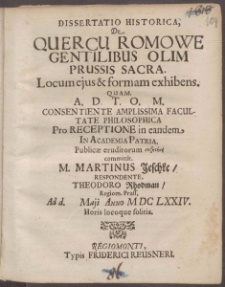 DISSERTATIO HISTORICA,
De
QUERCU ROMOWE
GENTILIBUS OLIM
PRUSSIS SACRA.
Locum ejus & formam exhibens.
QUAM
A. D. T. O. M.
CONSENTIENTE AMPLISSIMA FACUL-
TATE PHILOSOPHICA
Pro RECEPTIONE in eandem
IN ACADEMIA PATRIA,
Publicæ eruditorum
committit
M. MARTINUS Jeschke/
RESPONDENTE,
THEODORO Rhodman/
Regiom. Pruss.
Ad d. Maji Anno M DC LXXIV.
Horis locoque solitis.
REGIOMONTI,
Typis FRIDERICI REUSNERI.